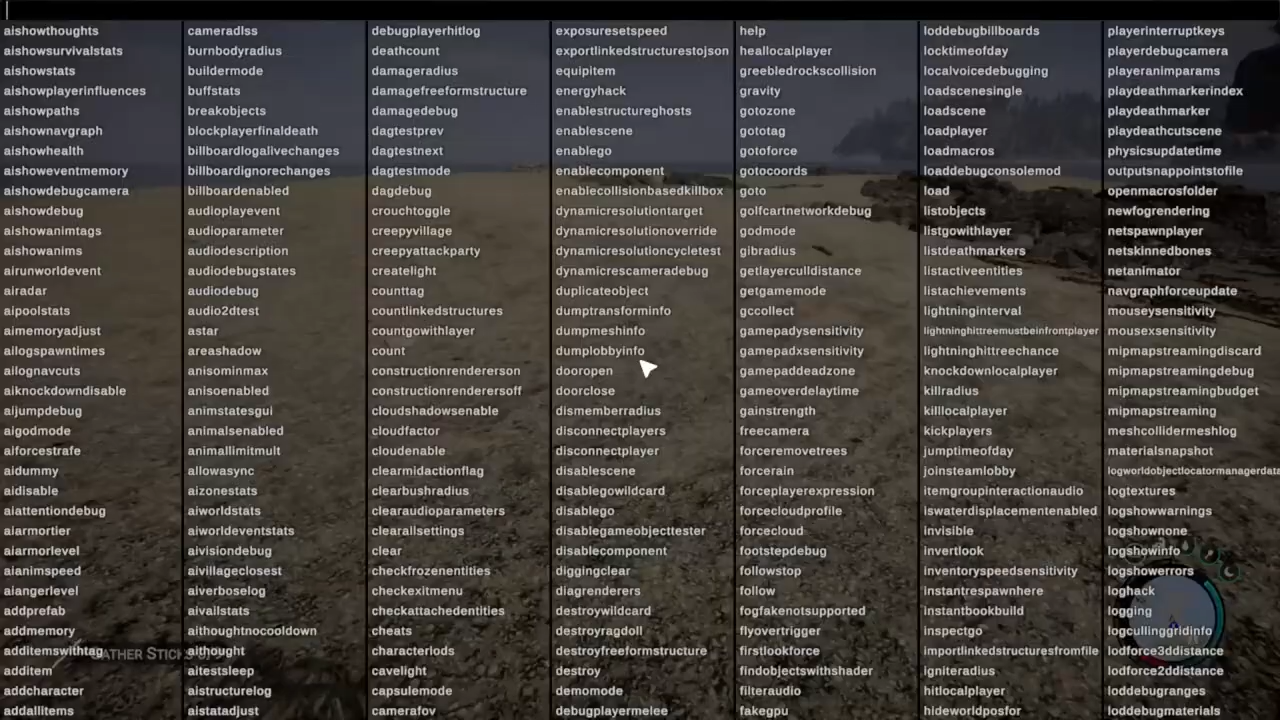 aishowthoughts
aishowsurvivalstats
aishowstats
aishowplayerinfluences
aishowpaths
aishownavgraph
aishowhealth
aishoweventmemory
aishowdebugcamera
aishowdebug
aishowanimtags
aishowanims
airunworldevent
airadar
aipoolstats
aimemoryadjust
ailogspawntimes
ailognavcuts
aiknockdowndisable
aijumpdebug
aigodmode
aiforcestrafe
aidummy
aidisable
aiattentiondebug
aiarmortier
aiarmorlevel
aianimspeed
aiangerlevel
addprefab
addmemory
additemswithtag
additem
addcharacter
addallitems
cameradlss
burnbodyradius
buildermode
buffstats
breakobjects
blockplayerfinaldeath
billboardlogalivechanges
billboardignorechanges
billboardenabled
audioplayevent
audioparameter
audiodescription
audiodebugstates
audiodebug
audio2dtest
astar
areashadow
anisominmax
anisoenabled
animstatesgui
animalsenabled
animallimitmult
allowasync
aizonestats
aiworldstats
aiworldeventstats
aivisiondebug
aivillageclosest
aiverboselog
aivailstats
aithoughtnocooldown
aithought
aitestsleep
aistructurelog
aistatadjust
debugplayerhitlog
deathcount
damageradius
damagefreeformstructure
damagedebug
dagtestprev
dagtestnext
dagtestmode
dagdebug
crouchtoggle
creepyvillage
creepyattackparty
createlight
counttag
countlinkedstructures
countgowithlayer
count
constructionrendererson
constructionrenderersoff
cloudshadowsenable
cloudfactor
cloudenable
clearmidactionflag
clearbushradius
clearaudioparameters
clearallsettings
clear
checkfrozenentities
checkexitmenu
checkattachedentities
cheats
characterlods
cavelight
capsulemode
camerafov
exposuresetspeed
exportlinkedstructurestojson
equipitem
energyhack
enablestructureghosts
enablescene
enablego
enablecomponent
enablecollisionbasedkillbox
dynamicresolutiontarget
dynamicresolutionoverride
dynamicresolutioncycletest
dynamicrescameradebug
duplicateobject
dumptransforminfo
dumpmeshinfo
dumplobbyinfo
dooropen
doorclose
dismemberradius
disconnectplayers
disconnectplayer
disablescene
disablegowildcard
disablego
disablegameobjecttester
disablecomponent
diggingclear
diagrenderers
destroywildcard
destroyragdoll
destroyfreeformstructure
destroy
demomode
debugplayermelee
help
heallocalplayer
greebledrockscollision
gravity
gotozone
gototag
gotoforce
gotocoords
goto
golfcartnetworkdebug
godmode
gibradius
getlayerculldistance
getgamemode
gccollect
gamepadysensitivity
gamepadxsensitivity
gamepaddeadzone
gameoverdelaytime
gainstrength
freecamera
forceremovetrees
forcerain
forceplayerexpression
forcecloudprofile
forcecloud
footstepdebug
followstop
follow
fogfakenotsupported
flyovertrigger
firstlookforce
findobjectswithshader
filteraudio
fakegpu
loddebugbillboards
locktimeofday
localvoicedebugging
loadscenesingle
loadscene
loadplayer
loadmacros
loaddebugconsolemod
load
listobjects
listgowithlayer
listdeathmarkers
listactiveentities
listachievements
lightninginterval
lightninghittreemustbeinfrontplayer
lightninghittreechance
knockdownlocalplayer
killradius
killlocalplayer
kickplayers
jumptimeofday
joinsteamlobby
itemgroupinteractionaudio
iswaterdisplacementenabled
invisible
invertlook
inventoryspeedsensitivity
instantrespawnhere
instantbookbuild
inspectgo
importlinkedstructuresfromfile
igniteradius
hitlocalplayer
hideworldposfor
playerinterruptkeys
playerdebugcamera
playeranimparams
playdeathmarkerindex
playdeathmarker
playdeathcutscene
physicsupdatetime
outputsnappointstofile
openmacrosfolder
newfogrendering
netspawnplayer
netskinnedbones
netanimator
navgraphforceupdate
mouseysensitivity
mousexsensitivity
mipmapstreamingdiscard
mipmapstreamingdebug
mipmapstreamingbudget
mipmapstreaming
meshcollidermeshlog
materialsnapshot
logworldobjectlocatormanagerdata
logtextures
logshowwarnings
logshownone
logshowinfo
logshowerrors
loghack
logging
logcullinggridinfo
lodforce3ddistance
lodforce2ddistance
loddebugranges
loddebugmaterials
GATHER STICKS